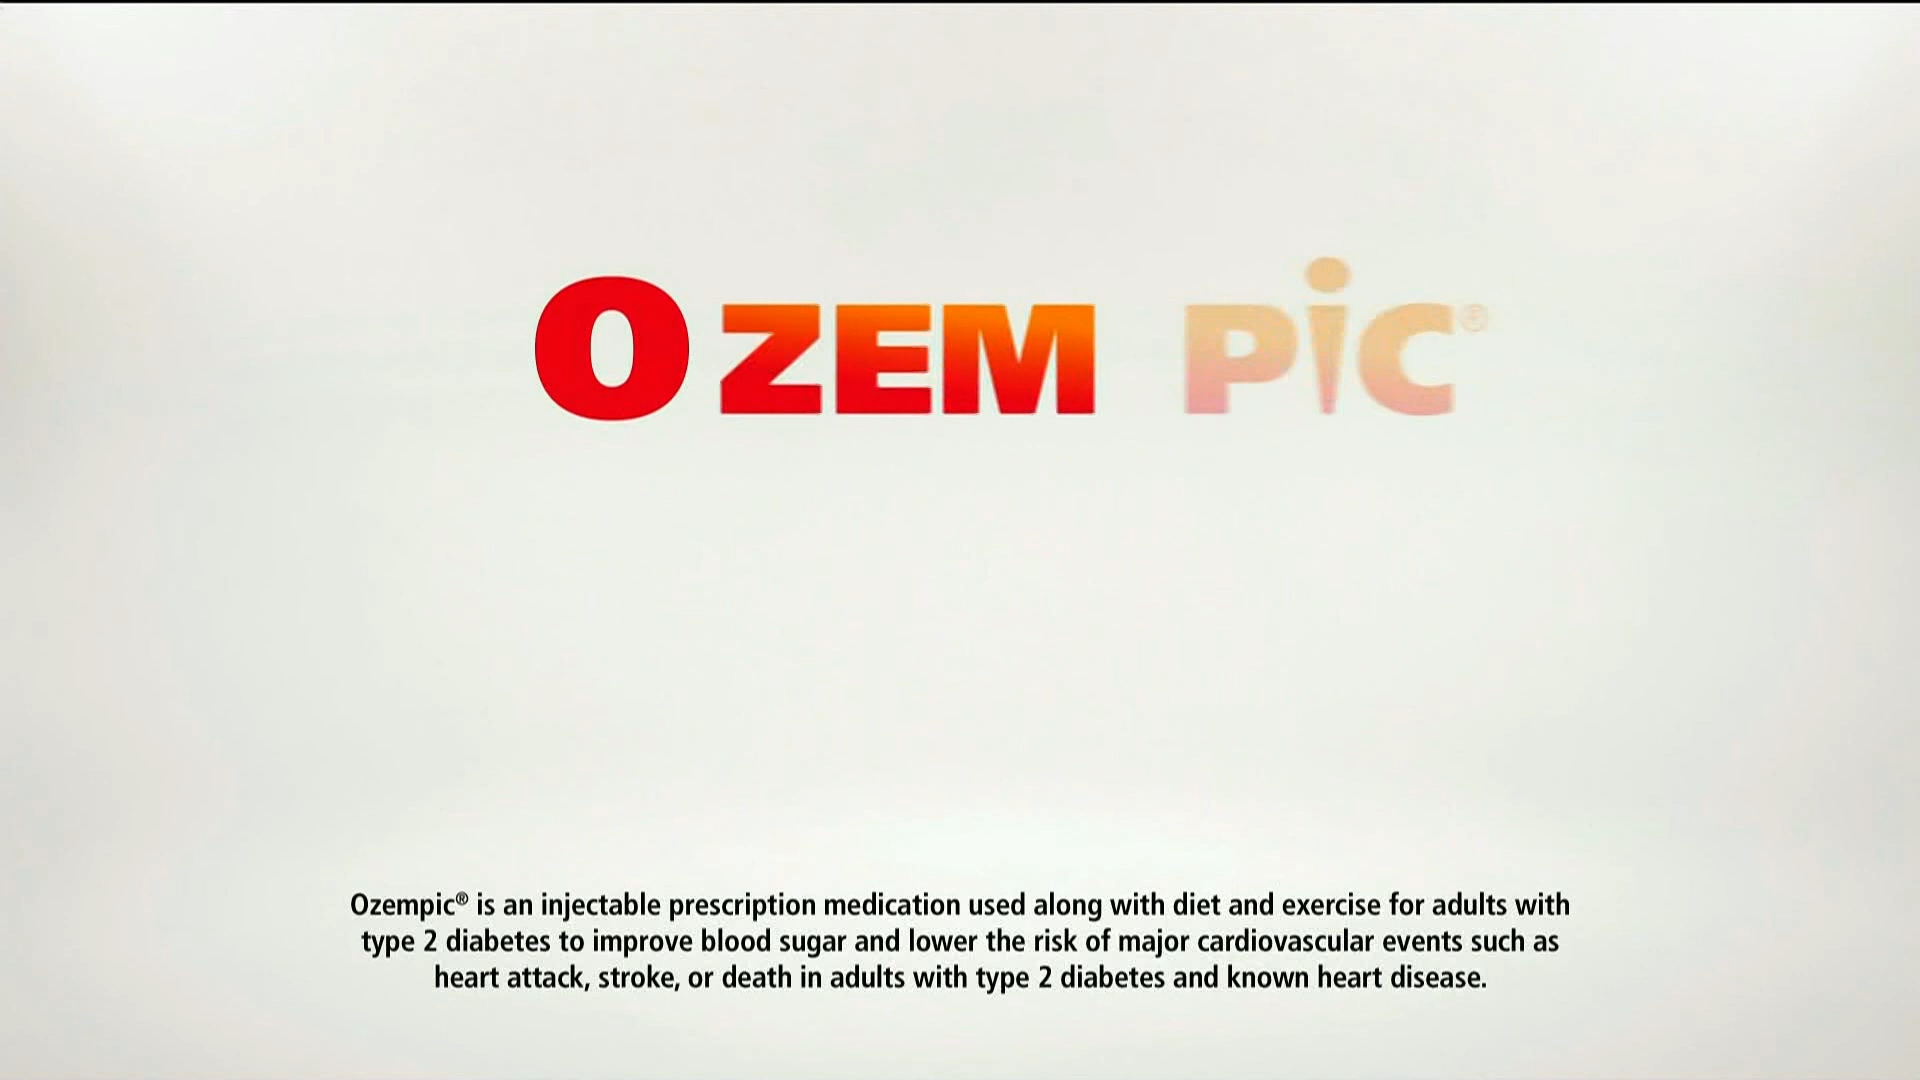 OZEM PiC®
Ozempic® is an injectable prescription medication used along with diet and exercise for adults with
type 2 diabetes to improve blood sugar and lower the risk of major cardiovascular events such as
heart attack, stroke, or death in adults with type 2 diabetes and known heart disease.